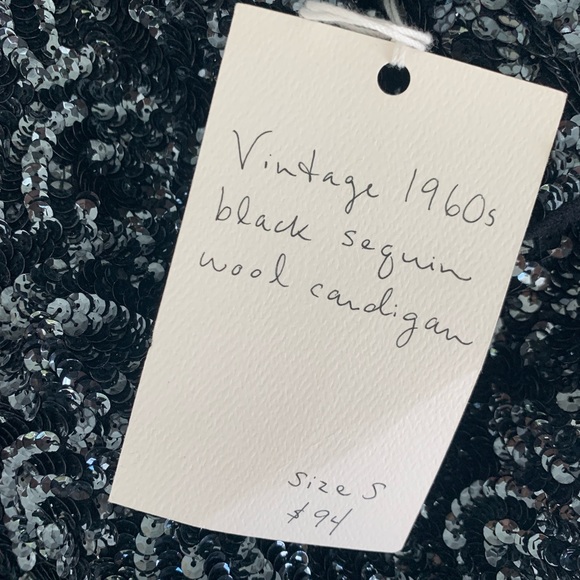 Vintage 1960s
black sequin
wool cardigan
Size S
$94